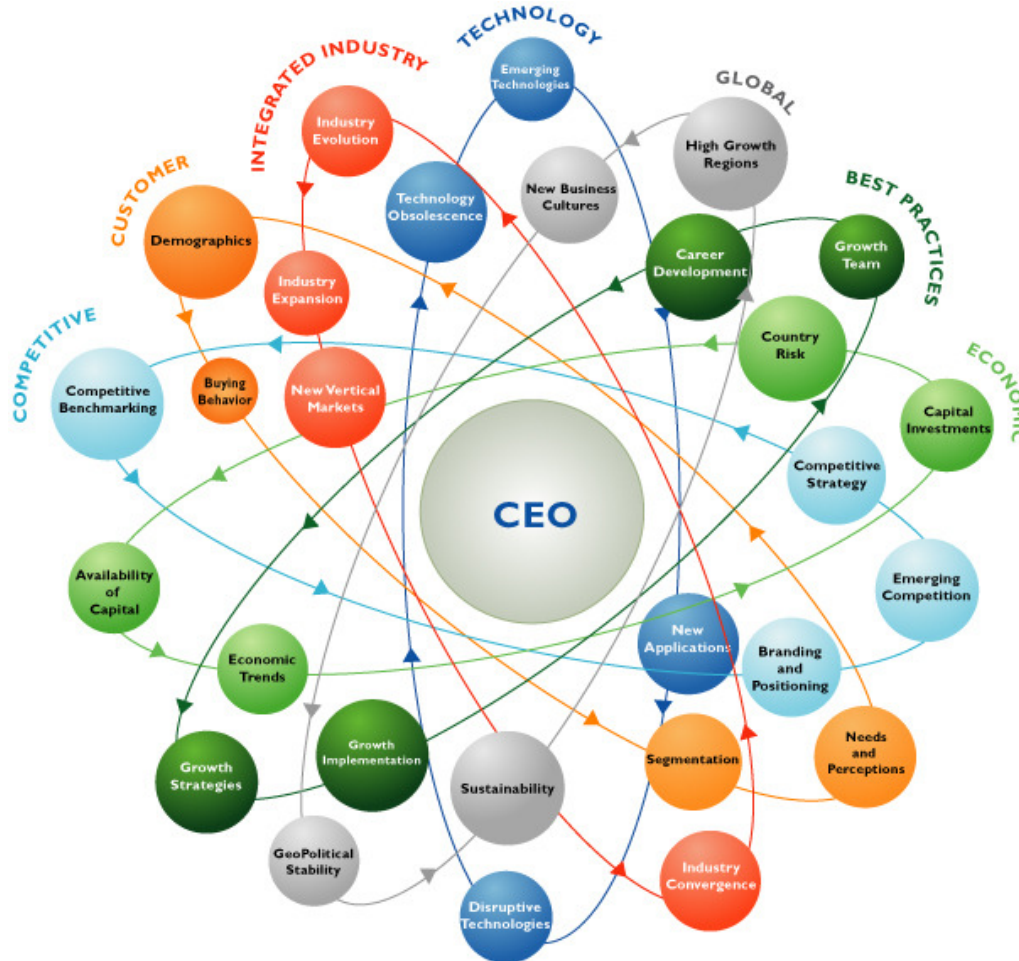 TECHNOLOGY
INTEGRATED INDUSTRY
GLOBAL
CUSTOMER
BEST PRACTICES
COMPETITIVE
ECONOMIC
Emerging
Technologies
Industry
Evolution
High Growth
Regions
Technology
Obsolescence
New Business
Cultures
Demographics
Career
Development
Growth
Team
Industry
Expansion
Country
Risk
Competitive
Benchmarking
Buying
Behavior
New Vertical
Markets
Capital
Investments
Competitive
Strategy
CEO
Availability
of
Capital
Emerging
Competition
Economic
Trends
New
Applications
Branding
and
Positioning
Growth
Strategies
Growth
Implementation
Sustainability
Segmentation
Needs
and
Perceptions
GeoPolitical
Stability
Industry
Convergence
Disruptive
Technologies